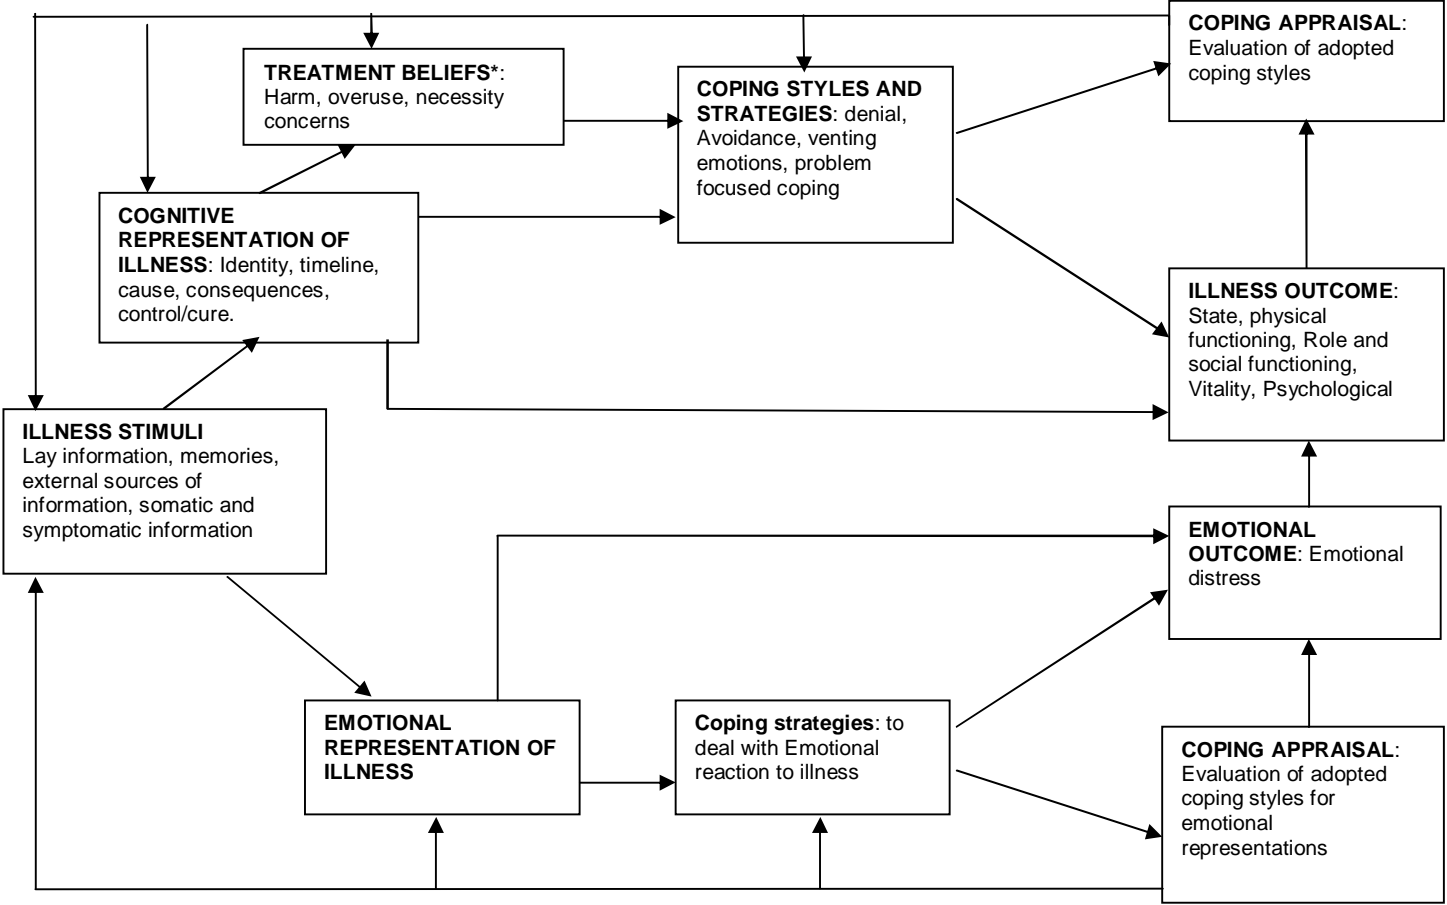 COPING APPRAISAL:
Evaluation of adopted
coping styles
TREATMENT BELIEFS*:
Harm, overuse, necessity
concerns
COPING STYLES AND
STRATEGIES: denial,
Avoidance, venting
emotions, problem
focused coping
COGNITIVE
REPRESENTATION OF
ILLNESS: Identity, timeline,
cause, consequences,
control/cure.
ILLNESS OUTCOME:
State, physical
functioning, Role and
social functioning,
Vitality, Psychological
ILLNESS STIMULI
Lay information, memories,
external sources of
information, somatic and
symptomatic information
EMOTIONAL
OUTCOME: Emotional
distress
EMOTIONAL
REPRESENTATION OF
ILLNESS
Coping strategies: to
deal with Emotional
reaction to illness
COPING APPRAISAL:
Evaluation of adopted
coping styles for
emotional
representations